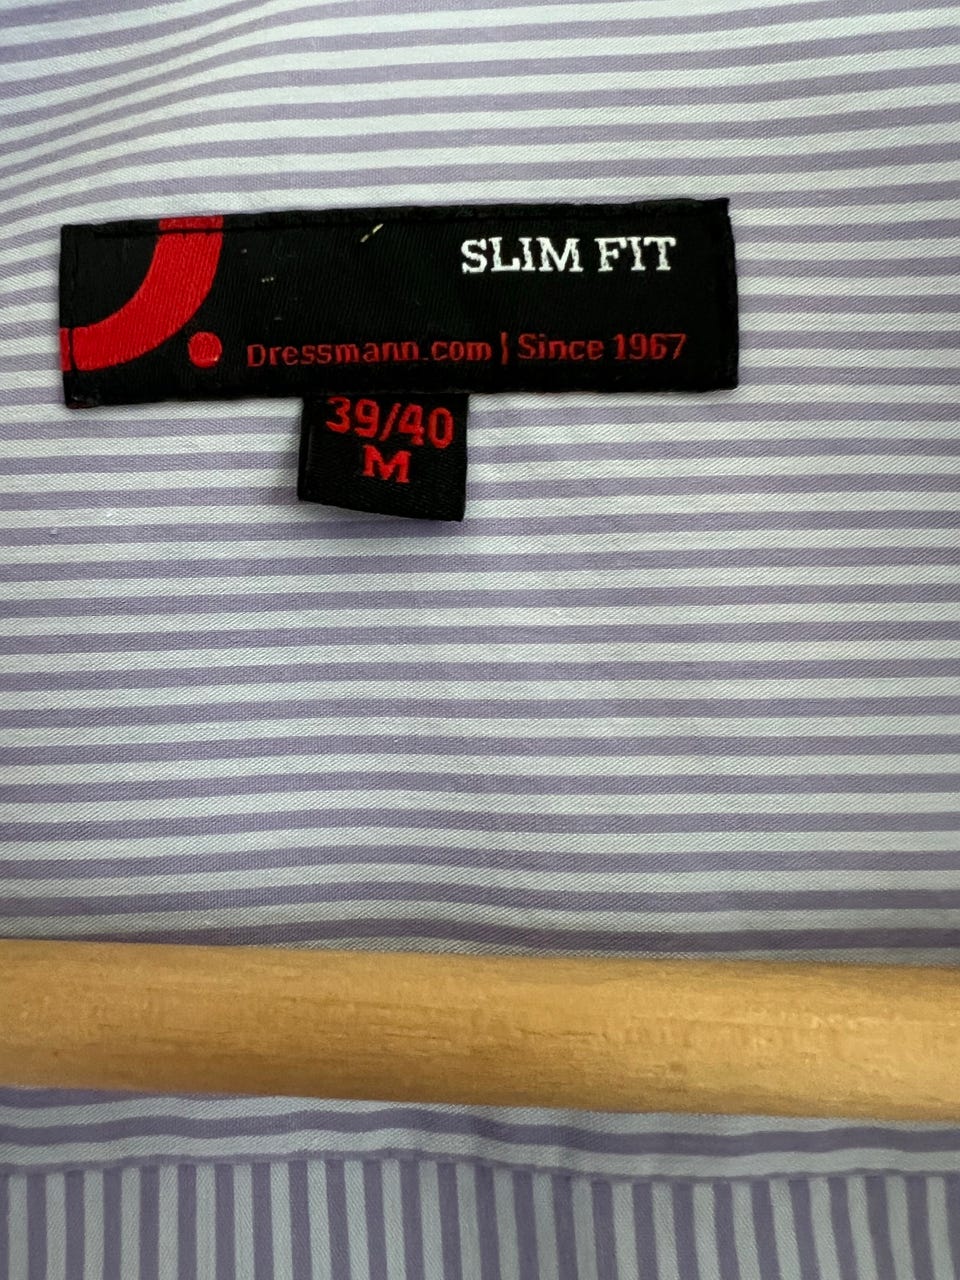 SLIM FIT
Dressmann.com | Since 1967
39/40
M